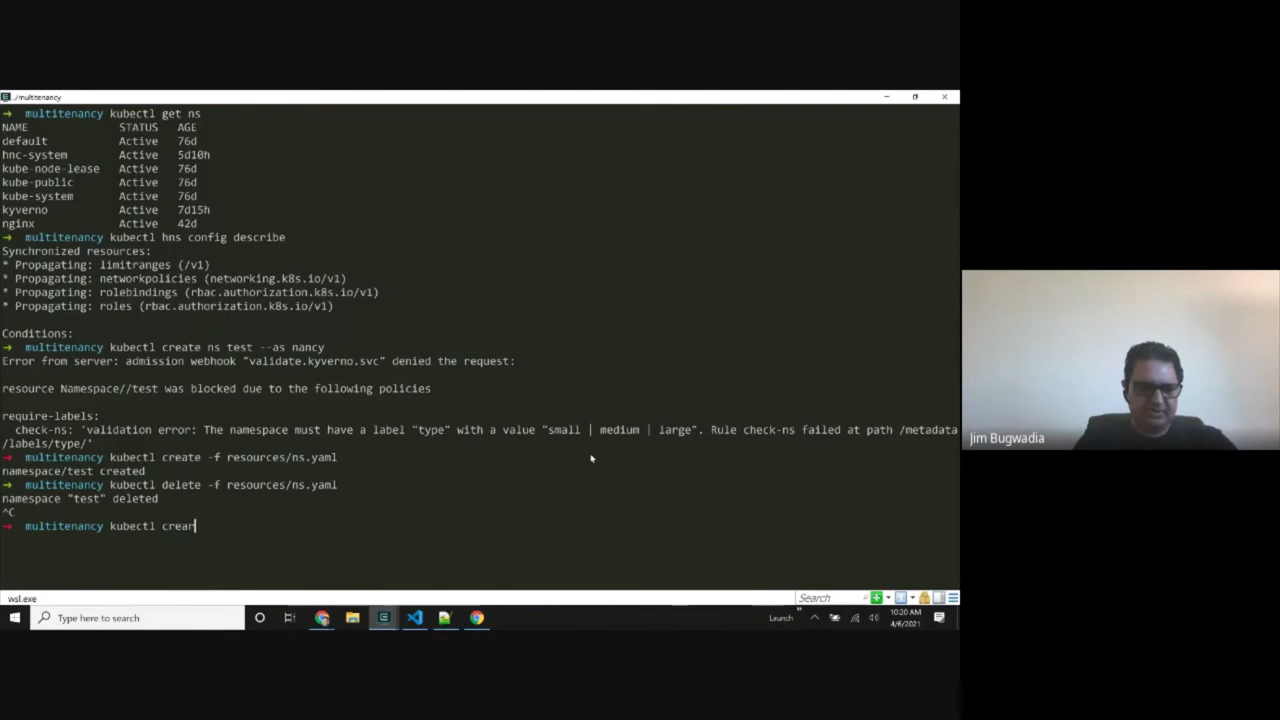 ./multitenancy
→ multitenancy kubectl get ns
NAME STATUS AGE
default Active 76d
hnc-system Active 5d10h
kube-node-lease Active 76d
kube-public Active 76d
kube-system Active 76d
kyverno Active 7d15h
nginx Active 42d
→ multitenancy kubectl hns config describe
Synchronized resources:
* Propagating: limitranges (/v1)
* Propagating: networkpolicies (networking.k8s.io/v1)
* Propagating: rolebindings (rbac.authorization.k8s.io/v1)
* Propagating: roles (rbac.authorization.k8s.io/v1)
Conditions:
→ multitenancy kubectl create ns test --as nancy
Error from server: admission webhook "validate.kyverno.svc" denied the request:
resource Namespace//test was blocked due to the following policies
require-labels:
check-ns: 'validation error: The namespace must have a label "type" with a value "small | medium | large". Rule check-ns failed at path /metadata
/labels/type/'
→ multitenancy kubectl create -f resources/ns.yaml
namespace/test created
→ multitenancy kubectl delete -f resources/ns.yaml
namespace "test" deleted
^C
→ multitenancy kubectl crear
wsl.exe
Search
Type here to search
Launch
10:20 AM
4/6/2021
Jim Bugwadia